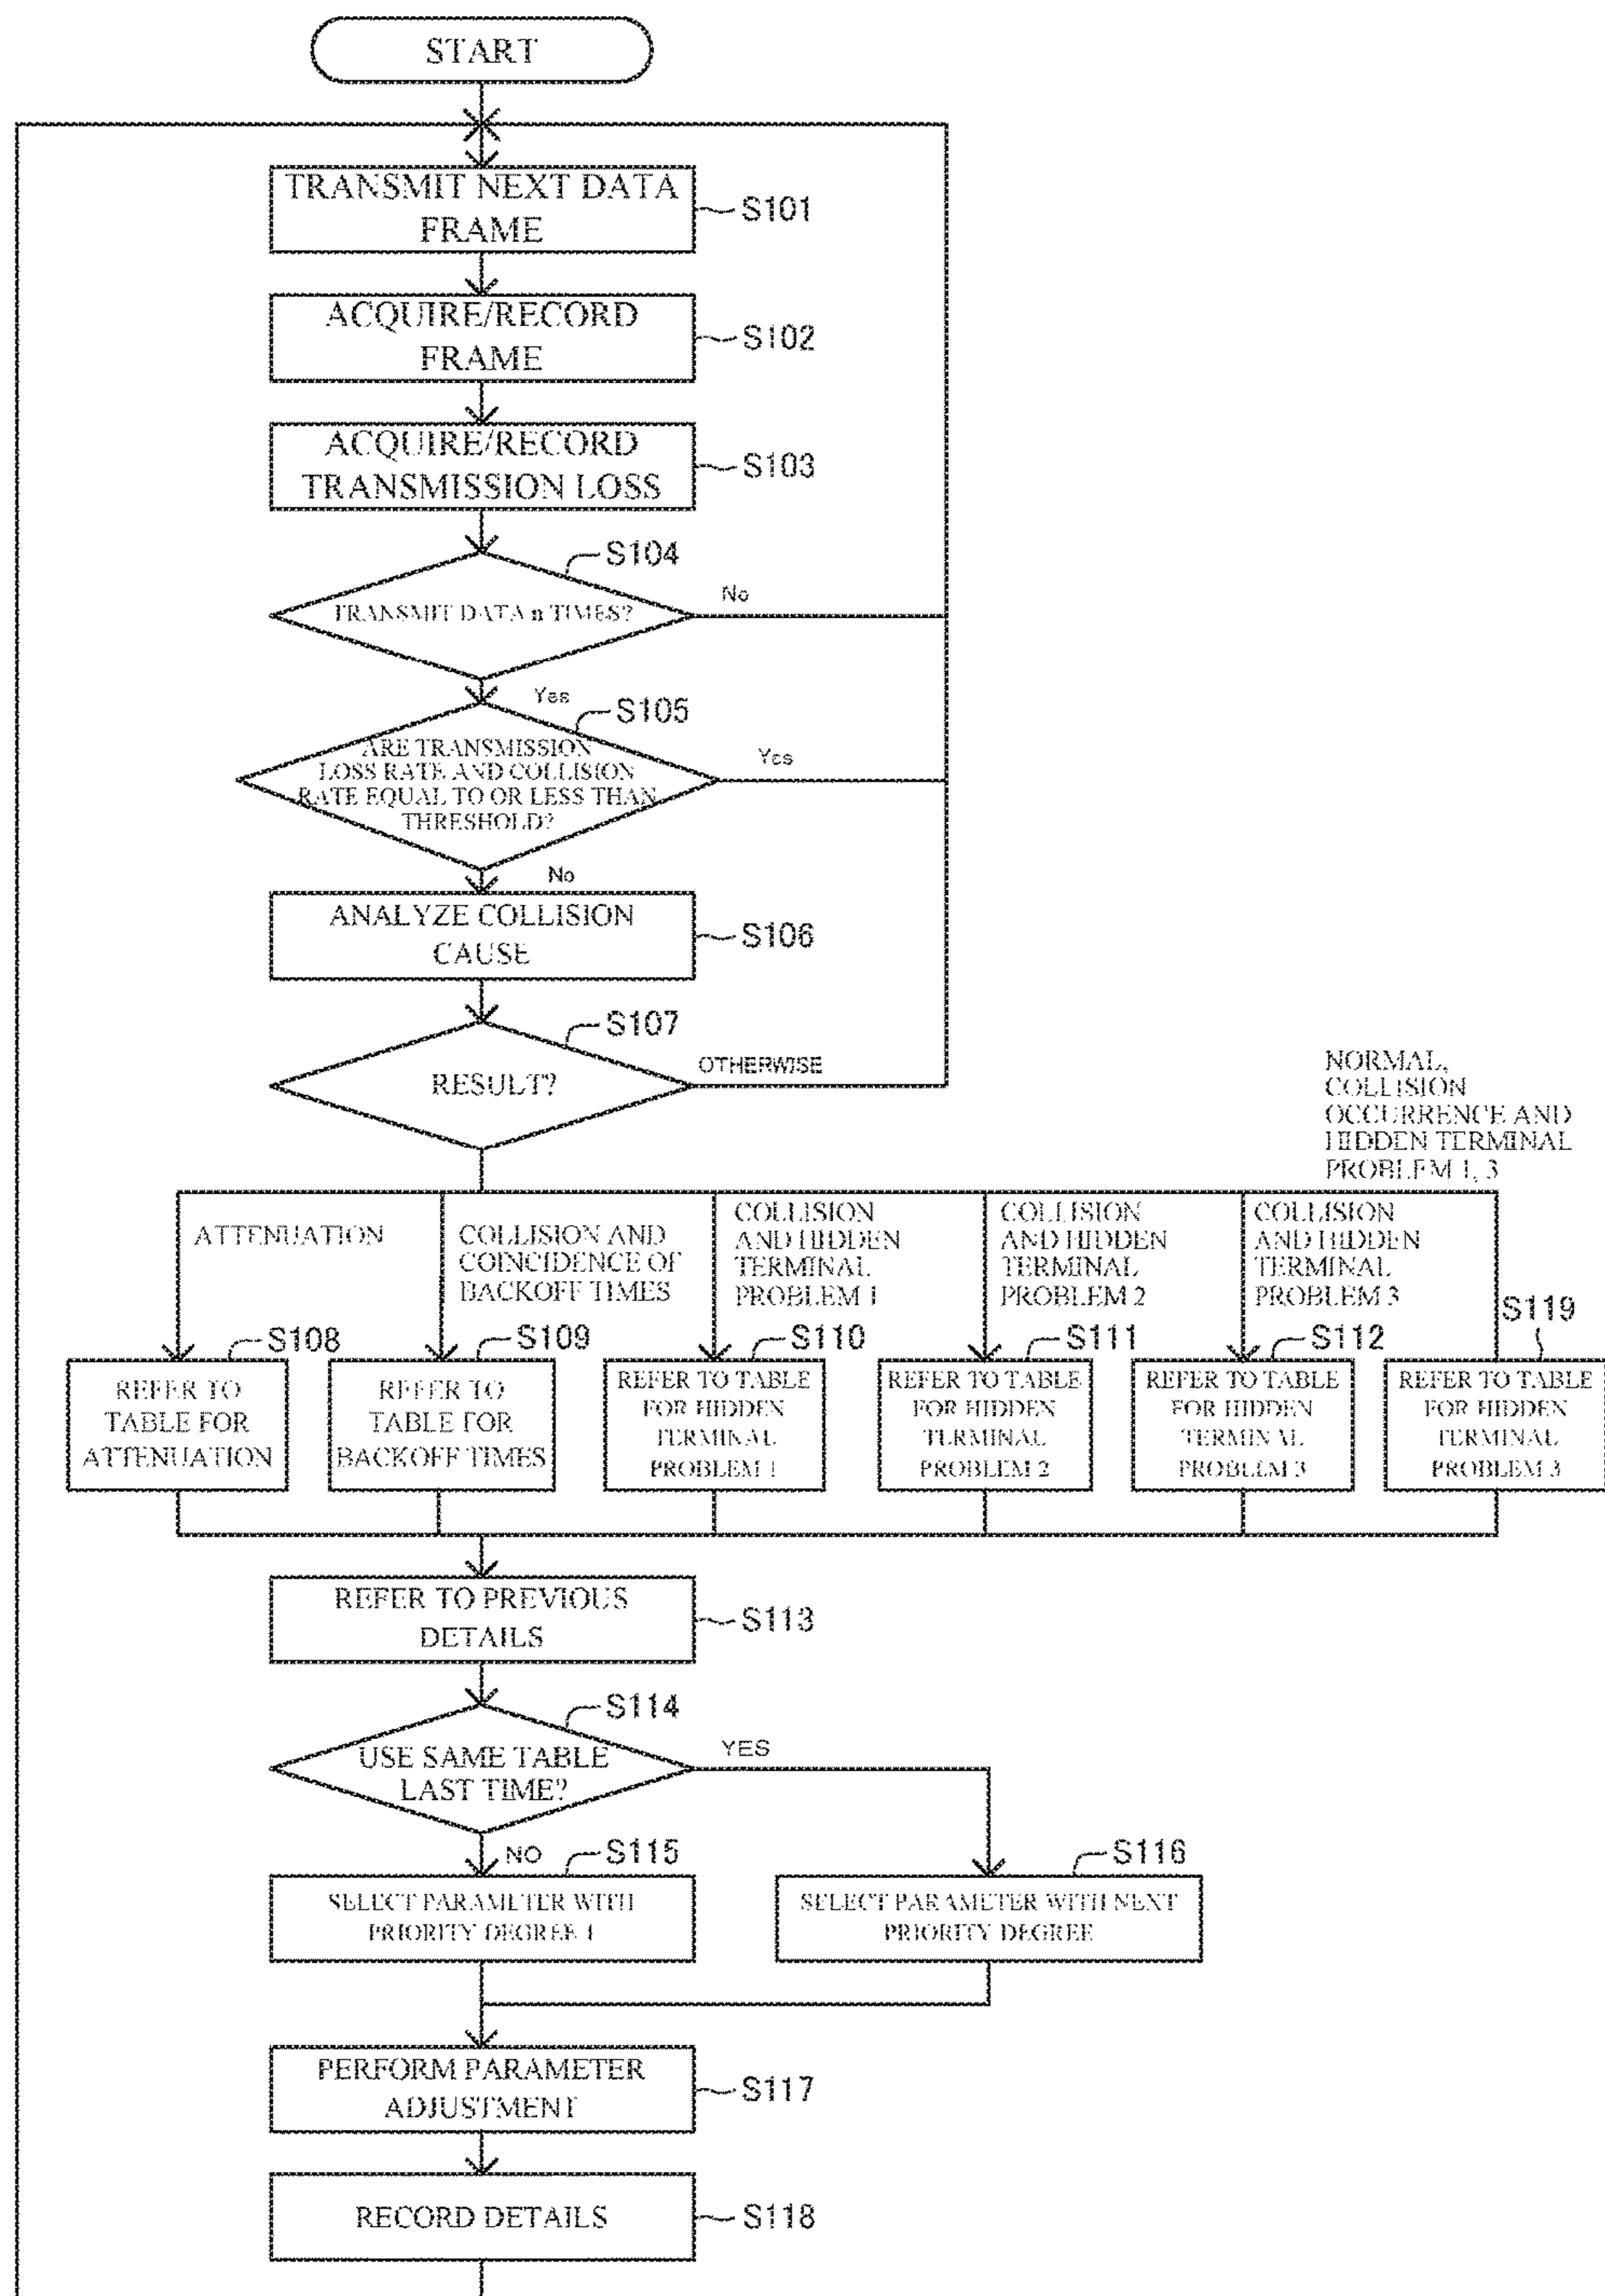 START
TRANSMIT NEXT DATA
FRAME
S101
ACQUIRE/RECORD
FRAME
S102
ACQUIRE/RECORD
TRANSMISSION LOSS
S103
S104
TRANSMIT DATA n TIMES?
No
Yes
S105
ARE TRANSMISSION
LOSS RATE AND COLLISION
RATE EQUAL TO OR LESS THAN
THRESHOLD?
Yes
No
ANALYZE COLLISION
CAUSE
S106
S107
RESULT?
OTHERWISE
NORMAL,
COLLISION
OCCURRENCE AND
HIDDEN TERMINAL
PROBLEM 1, 3
ATTENUATION
COLLISION AND
COINCIDENCE OF
BACKOFF TIMES
COLLISION
AND HIDDEN
TERMINAL
PROBLEM 1
COLLISION
AND HIDDEN
TERMINAL
PROBLEM 2
COLLISION
AND HIDDEN
TERMINAL
PROBLEM 3
S108
REFER TO
TABLE FOR
ATTENUATION
S109
REFER TO
TABLE FOR
BACKOFF TIMES
S110
REFER TO TABLE
FOR HIDDEN
TERMINAL
PROBLEM 1
S111
REFER TO TABLE
FOR HIDDEN
TERMINAL
PROBLEM 2
S112
REFER TO TABLE
FOR HIDDEN
TERMINAL
PROBLEM 3
S119
REFER TO TABLE
FOR HIDDEN
TERMINAL
PROBLEM 3
REFER TO PREVIOUS
DETAILS
S113
S114
USE SAME TABLE
LAST TIME?
YES
NO
S115
SELECT PARAMETER WITH
PRIORITY DEGREE 1
S116
SELECT PARAMETER WITH NEXT
PRIORITY DEGREE
PERFORM PARAMETER
ADJUSTMENT
S117
RECORD DETAILS
S118